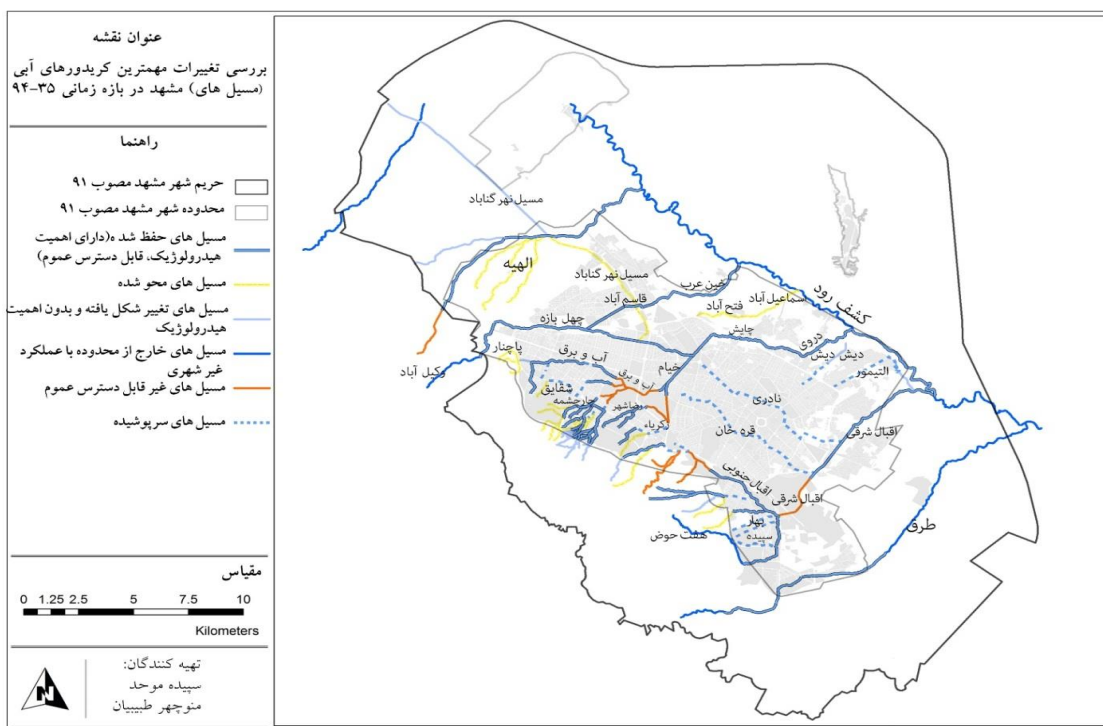 عنوان نقشه
بررسی تغییرات مهمترین کریدورهای آبی
(مسیل های) مشهد در بازه زمانی ۳۵-۹۴
راهنما
حریم شهر مشهد مصوب ۹۱
محدوده شهر مشهد مصوب ۹۱
مسیل های حفظ شد ه(دارای اهمیت
هیدرولوژیک، قابل دسترس عموم)
مسیل های محو شده
مسیل های تغییر شکل یافته و بدون اهمیت
هیدرولوژیک
مسیل های خارج از محدوده با عملکرد
غیر شهری
مسیل های غیر قابل دسترس عموم
مسیل های سرپوشیده
مقیاس
0 1.25 2.5 5 7.5 10
Kilometers
تهیه کنندگان:
سپیده موحد
منوچهر طبیبیان
N
مسیل نهر گناباد
الهیه
مسیل نهر گناباد
قاسم آباد
عین عرب
اسماعیل آباد
فتح آباد
کشف رود
چهل بازه
چایش
دروی
دیش دیش
التیمور
پاچنار
وکیل آباد
آب و برق
خیام
آب و برق
شقایق
چارچشمه
رضاشهر
زکریاء
نادری
قره خان
اقبال شرقی
اقبال جنوبی
اقبال شرقی
طرق
بهار
سپیده
هفت حوض